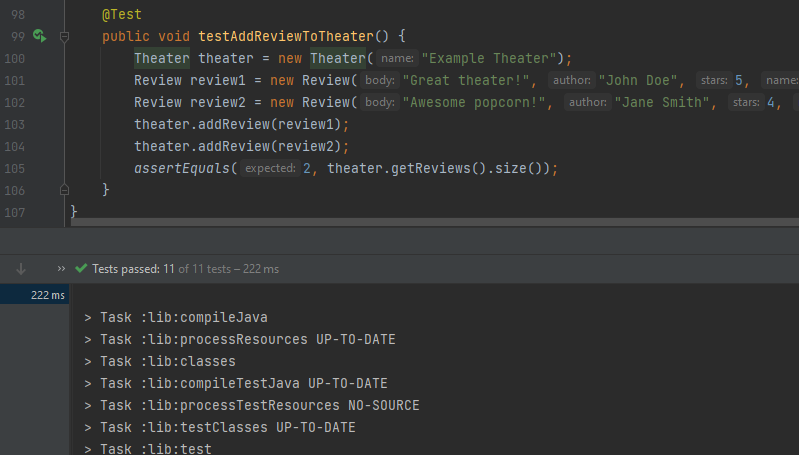 98 @Test
99 public void testAddReviewToTheater() {
100 Theater theater = new Theater( name: "Example Theater");
101 Review review1 = new Review( body: "Great theater!", author: "John Doe", stars: 5, name:
102 Review review2 = new Review( body: "Awesome popcorn!", author: "Jane Smith", stars: 4,
103 theater.addReview(review1);
104 theater.addReview(review2);
105 assertEquals( expected: 2, theater.getReviews().size());
106 }
107 }
» Tests passed: 11 of 11 tests – 222 ms
222 ms
> Task :lib:compileJava
> Task :lib:processResources UP-TO-DATE
> Task :lib:classes
> Task :lib:compileTestJava UP-TO-DATE
> Task :lib:processTestResources NO-SOURCE
> Task :lib:testClasses UP-TO-DATE
> Task :lib:test